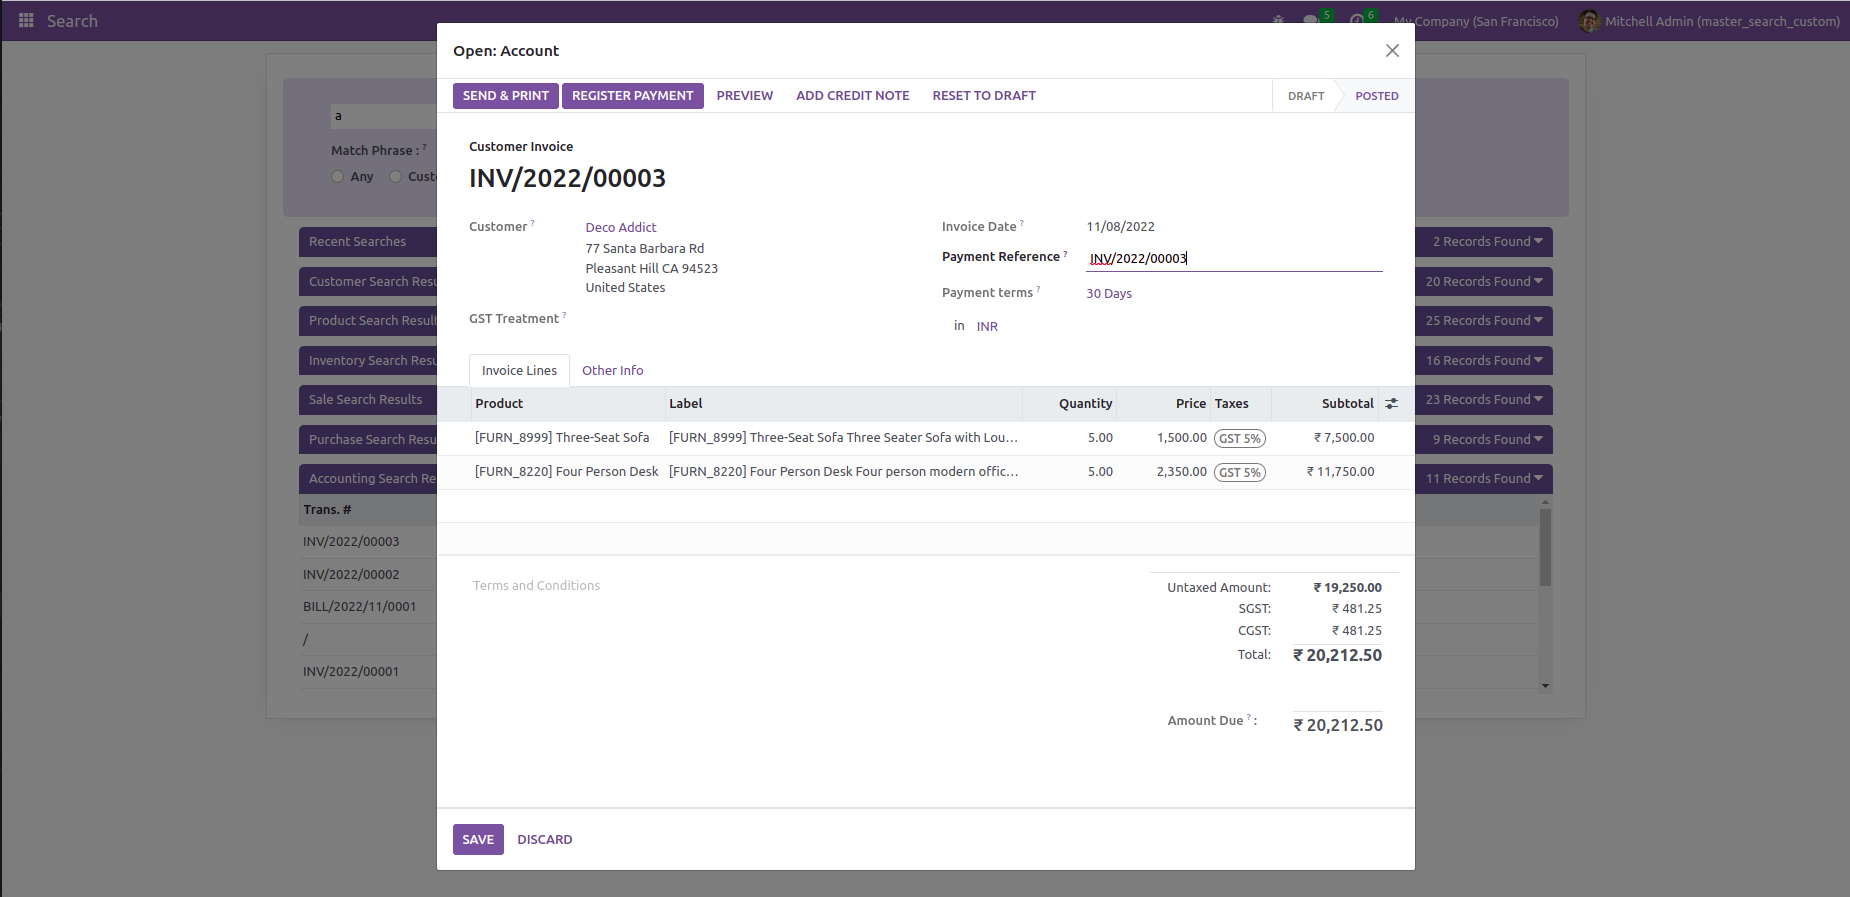 Search
5
6
My Company (San Francisco)
Mitchell Admin (master_search_custom)
Open: Account
SEND & PRINT
REGISTER PAYMENT
PREVIEW
ADD CREDIT NOTE
RESET TO DRAFT
DRAFT
POSTED
a
Match Phrase : ?
Any
Custo
Recent Searches
2 Records Found
Customer Search Resu
20 Records Found
Product Search Result
25 Records Found
Inventory Search Resu
16 Records Found
Sale Search Results
23 Records Found
Purchase Search Resu
9 Records Found
Accounting Search Re
11 Records Found
Trans. #
INV/2022/00003
INV/2022/00002
BILL/2022/11/0001
/
INV/2022/00001
Customer Invoice
INV/2022/00003
Customer ?
Deco Addict
77 Santa Barbara Rd
Pleasant Hill CA 94523
United States
GST Treatment ?
Invoice Date ?
11/08/2022
Payment Reference ?
INV/2022/00003
Payment terms ?
30 Days
in INR
Invoice Lines
Other Info
Product Label Quantity Price Taxes Subtotal
[FURN_8999] Three-Seat Sofa [FURN_8999] Three-Seat Sofa Three Seater Sofa with Lou... 5.00 1,500.00 GST 5% ₹ 7,500.00
[FURN_8220] Four Person Desk [FURN_8220] Four Person Desk Four person modern offic... 5.00 2,350.00 GST 5% ₹ 11,750.00
Terms and Conditions
Untaxed Amount: ₹ 19,250.00
SGST: ₹ 481.25
CGST: ₹ 481.25
Total: ₹ 20,212.50
Amount Due ? : ₹ 20,212.50
SAVE
DISCARD